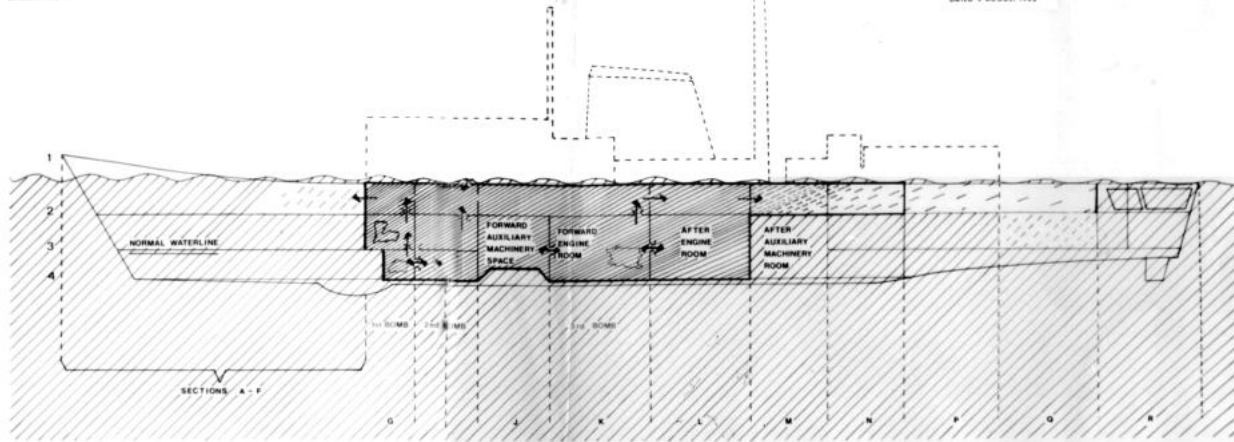 1
2
3
4
NORMAL WATERLINE
FORWARD
AUXILIARY
MACHINERY
SPACE
FORWARD
ENGINE
ROOM
AFTER
ENGINE
ROOM
AFTER
AUXILIARY
MACHINERY
ROOM
BOMB
2nd
3rd BOMB
SECTIONS A - F
G
J
K
L
M
N
P
Q
R